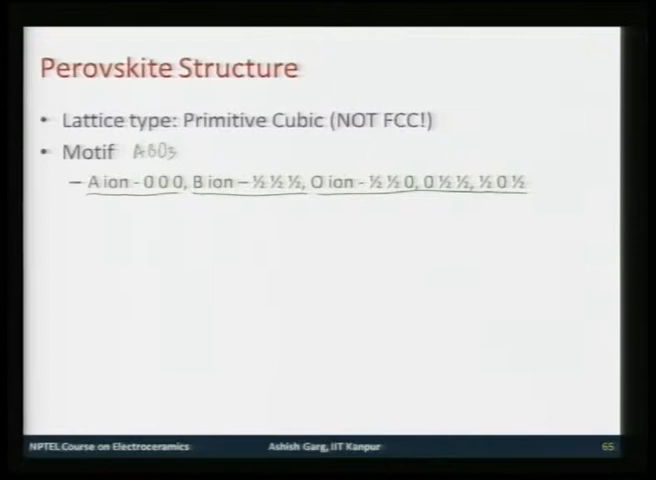 Perovskite Structure
• Lattice type: Primitive Cubic (NOT FCC!)
• Motif ABO3
– A ion - 0 0 0, B ion – ½ ½ ½, O ion - ½ ½ 0, 0 ½ ½, ½ 0 ½
NPTEL Course on Electroceramics Ashish Garg, IIT Kanpur 65